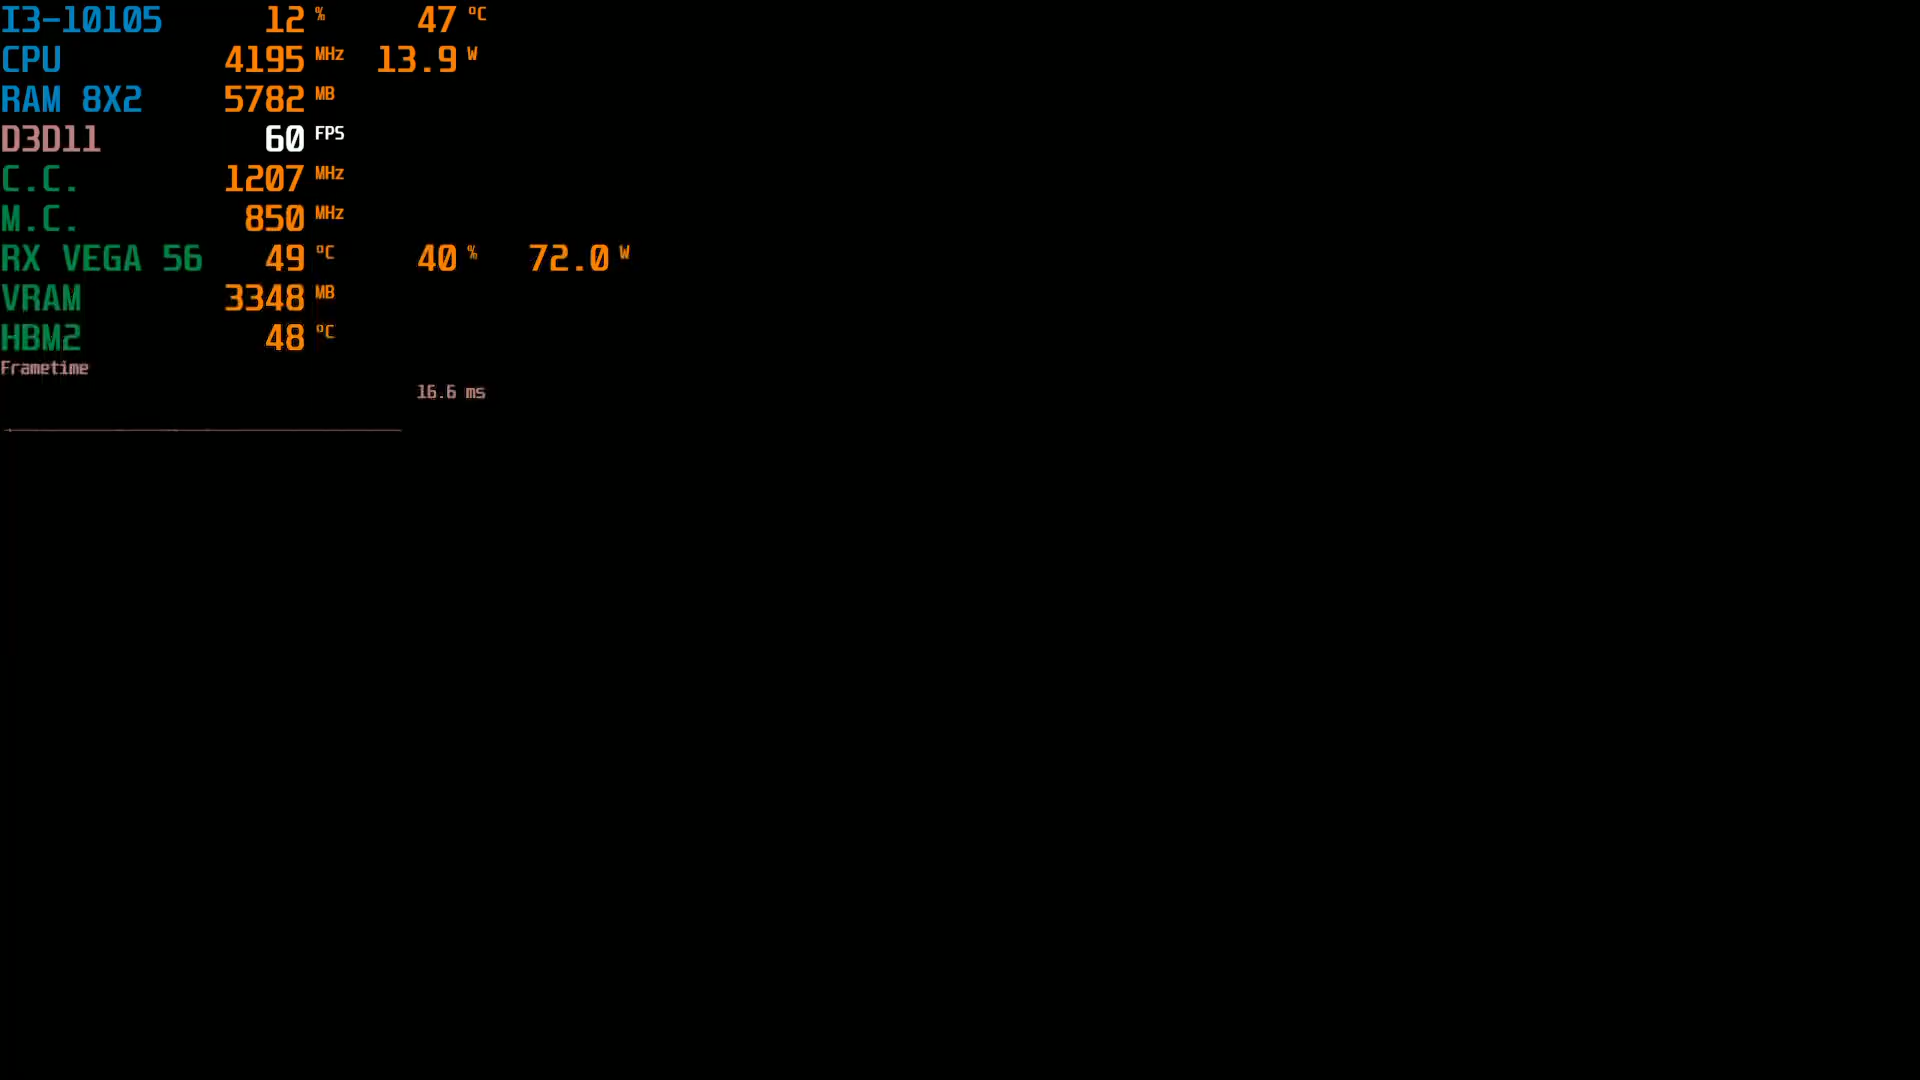 I3-10105 12 % 47 °C
CPU 4195 MHz 13.9 W
RAM 8X2 5782 MB
D3D11 60 FPS
C.C. 1207 MHz
M.C. 850 MHz
RX VEGA 56 49 °C 40 % 72.0 W
VRAM 3348 MB
HBM2 48 °C
Frametime
16.6 ms